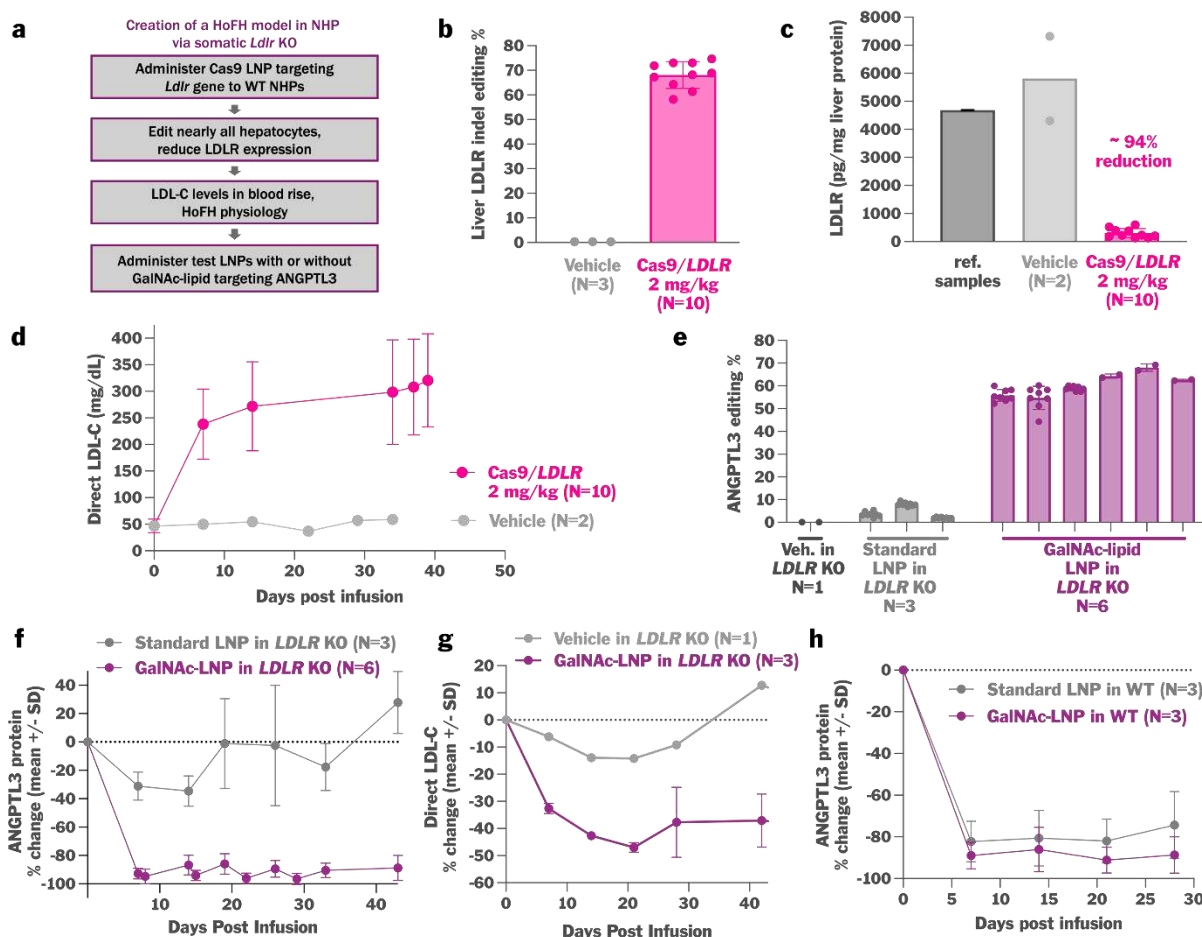 a
Creation of a HoFH model in NHP
via somatic Ldlr KO
Administer Cas9 LNP targeting
Ldlr gene to WT NHPs
Edit nearly all hepatocytes,
reduce LDLR expression
LDL-C levels in blood rise,
HoFH physiology
Administer test LNPs with or without
GalNAc-lipid targeting ANGPTL3
b
Liver LDLR indel editing %
80
70
60
50
40
30
20
10
0
Vehicle
(N=3)
Cas9/LDLR
2 mg/kg
(N=10)
c
LDLR (pg/mg liver protein)
8000
7000
6000
5000
4000
3000
2000
1000
0
~ 94%
reduction
ref.
samples
Vehicle
(N=2)
Cas9/LDLR
2 mg/kg
(N=10)
d
Direct LDL-C (mg/dL)
400
350
300
250
200
150
100
50
0
0 10 20 30 40 50
Days post infusion
Cas9/LDLR
2 mg/kg (N=10)
Vehicle (N=2)
e
ANGPTL3 editing %
80
70
60
50
40
30
20
10
0
Veh. in
LDLR KO
N=1
Standard
LNP in
LDLR KO
N=3
GalNAc-lipid
LNP in
LDLR KO
N=6
f
Standard LNP in LDLR KO (N=3)
GalNAc-LNP in LDLR KO (N=6)
ANGPTL3 protein
% change (mean +/- SD)
40
20
0
-20
-40
-60
-80
-100
0 10 20 30 40
Days Post Infusion
g
Vehicle in LDLR KO (N=1)
GalNAc-LNP in LDLR KO (N=3)
Direct LDL-C
% change (mean +/- SD)
20
10
0
-10
-20
-30
-40
-50
-60
0 10 20 30 40
Days Post Infusion
h
ANGPTL3 protein
% change (mean +/- SD)
0
-20
-40
-60
-80
-100
Standard LNP in WT (N=3)
GalNAc-LNP in WT (N=3)
0 5 10 15 20 25 30
Days post infusion